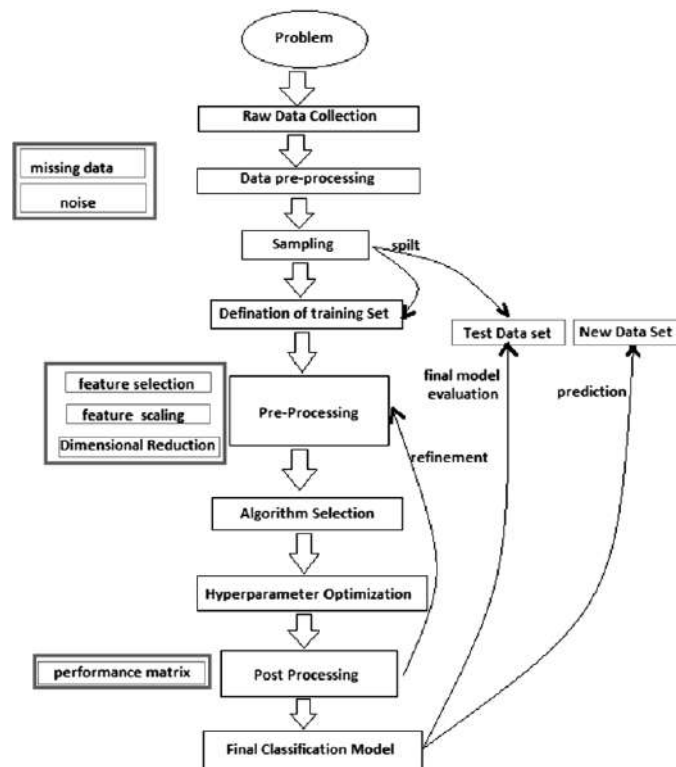 Problem
Raw Data Collection
missing data
noise
Data pre-processing
Sampling
spilt
Defination of training Set
Test Data set
New Data Set
feature selection
feature scaling
Dimensional Reduction
Pre-Processing
final model
evaluation
prediction
refinement
Algorithm Selection
Hyperparameter Optimization
performance matrix
Post Processing
Final Classification Model